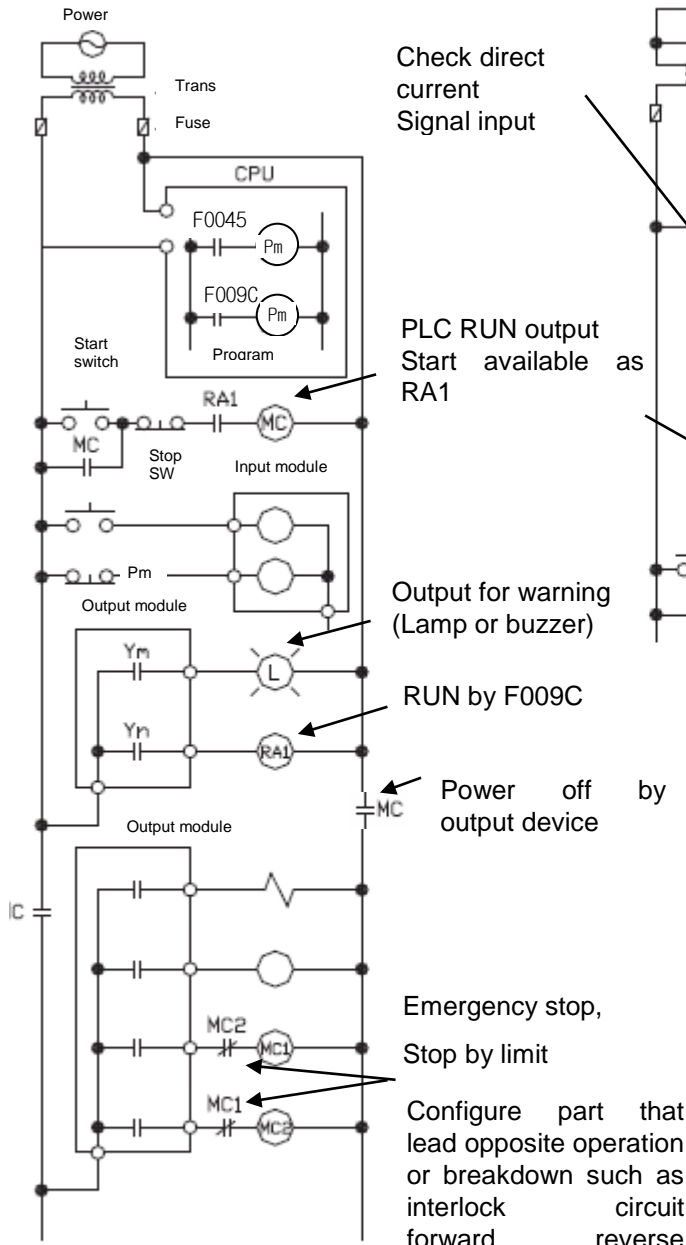 Power
Trans
Fuse
CPU
F0045
Pm
F009C
Pm
Program
Check direct
current
Signal input
PLC RUN output
Start available as
RA1
Start
switch
RA1
MC
MC
Stop
SW
Input module
Pm
Output module
Ym
L
Yn
RA1
Output for warning
(Lamp or buzzer)
RUN by F009C
MC
Power off by
output device
Output module
MC2
MC1
MC1
MC2
Emergency stop,
Stop by limit
Configure part that
lead opposite operation
or breakdown such as
interlock circuit
forward reverse